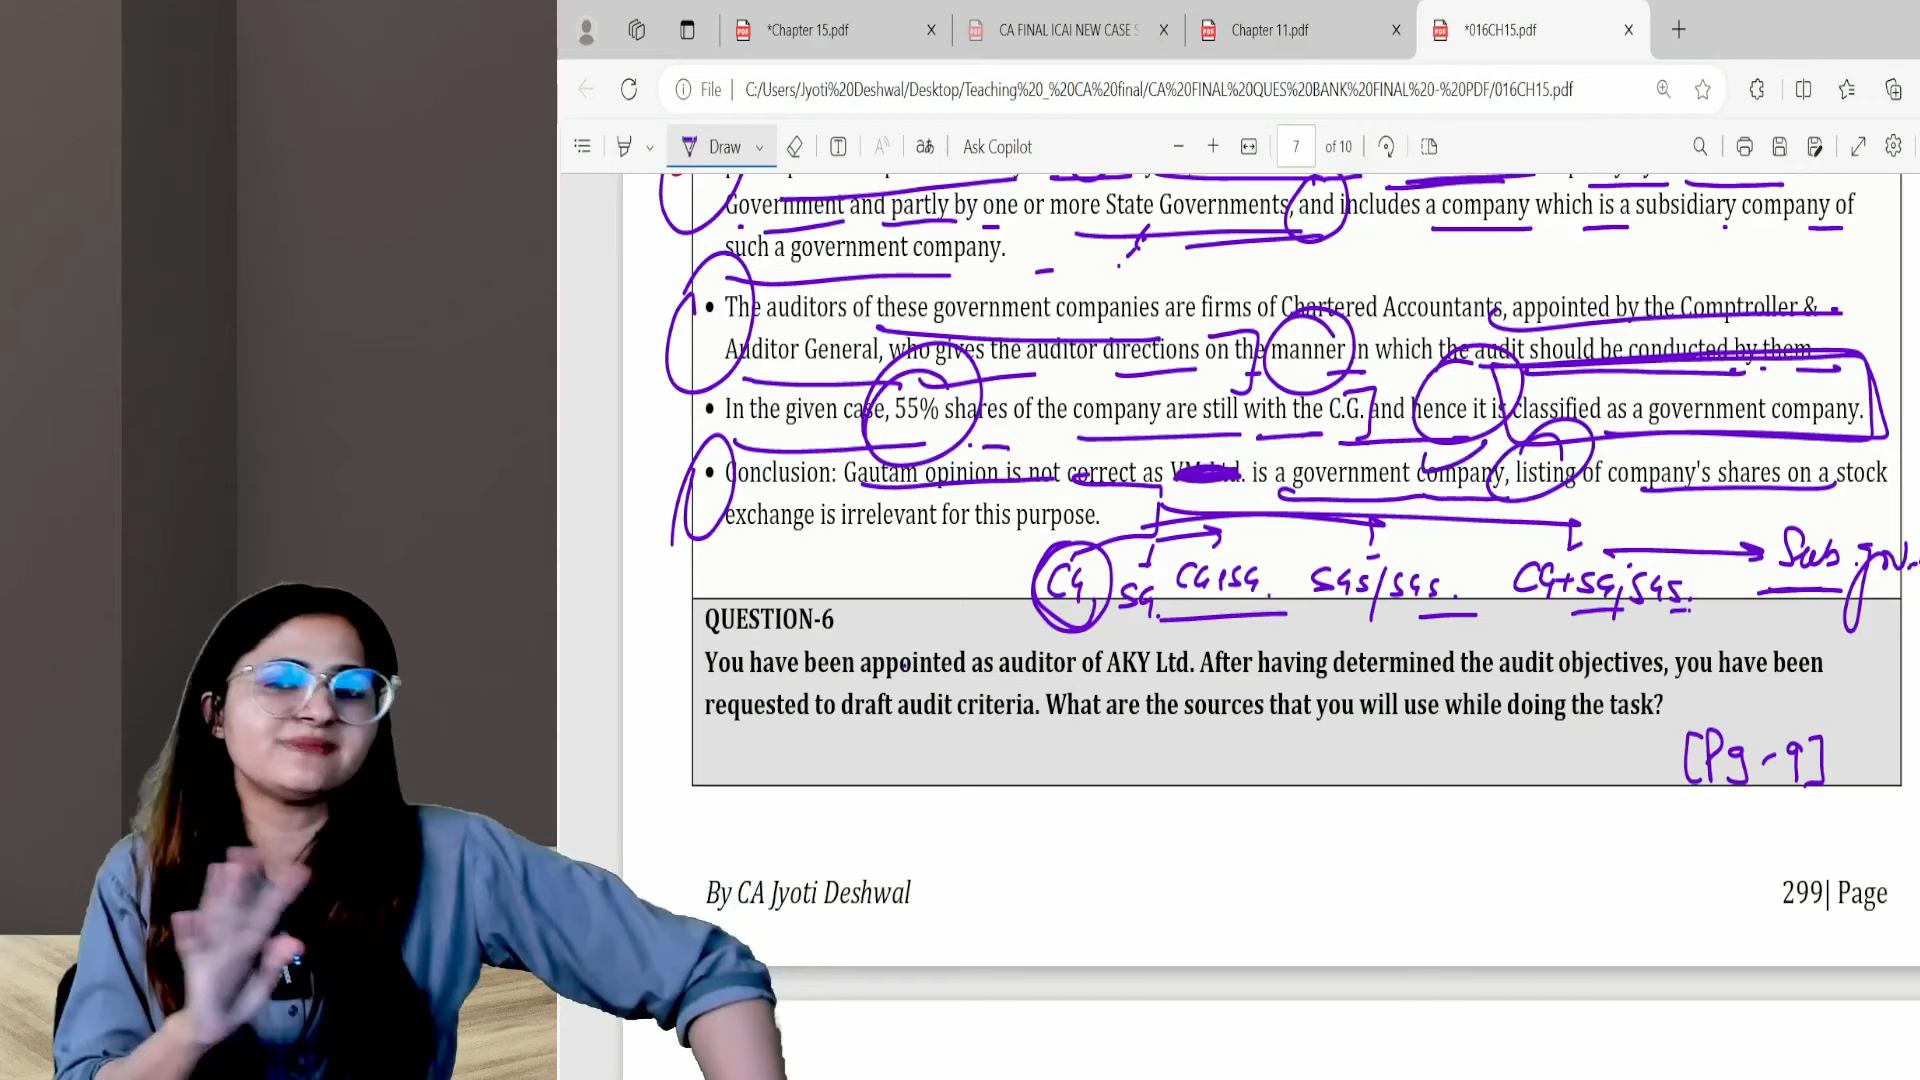 *Chapter 15.pdf
CA FINAL ICAI NEW CASE S
Chapter 11.pdf
*016CH15.pdf
File
C:/Users/Jyoti%20Deshwal/Desktop/Teaching%20_%20CA%20final/CA%20FINAL%20QUES%20BANK%20FINAL%20-%20PDF/016CH15.pdf
Draw
Ask Copilot
7
of 10
Government and partly by one or more State Governments, and includes a company which is a subsidiary company of
such a government company.
• The auditors of these government companies are firms of Chartered Accountants, appointed by the Comptroller &
Auditor General, who gives the auditor directions on the manner in which the audit should be conducted by them
• In the given case, 55% shares of the company are still with the C.G. and hence it is classified as a government company.
• Conclusion: Gautam opinion is not correct as VM Ltd. is a government company, listing of company's shares on a stock
exchange is irrelevant for this purpose.
CG, SG. CG+SG. SGS/SGS. CG+SG, SGS. Sub. gov.
QUESTION-6
You have been appointed as auditor of AKY Ltd. After having determined the audit objectives, you have been
requested to draft audit criteria. What are the sources that you will use while doing the task?
[Pg - 9]
By CA Jyoti Deshwal
299| Page